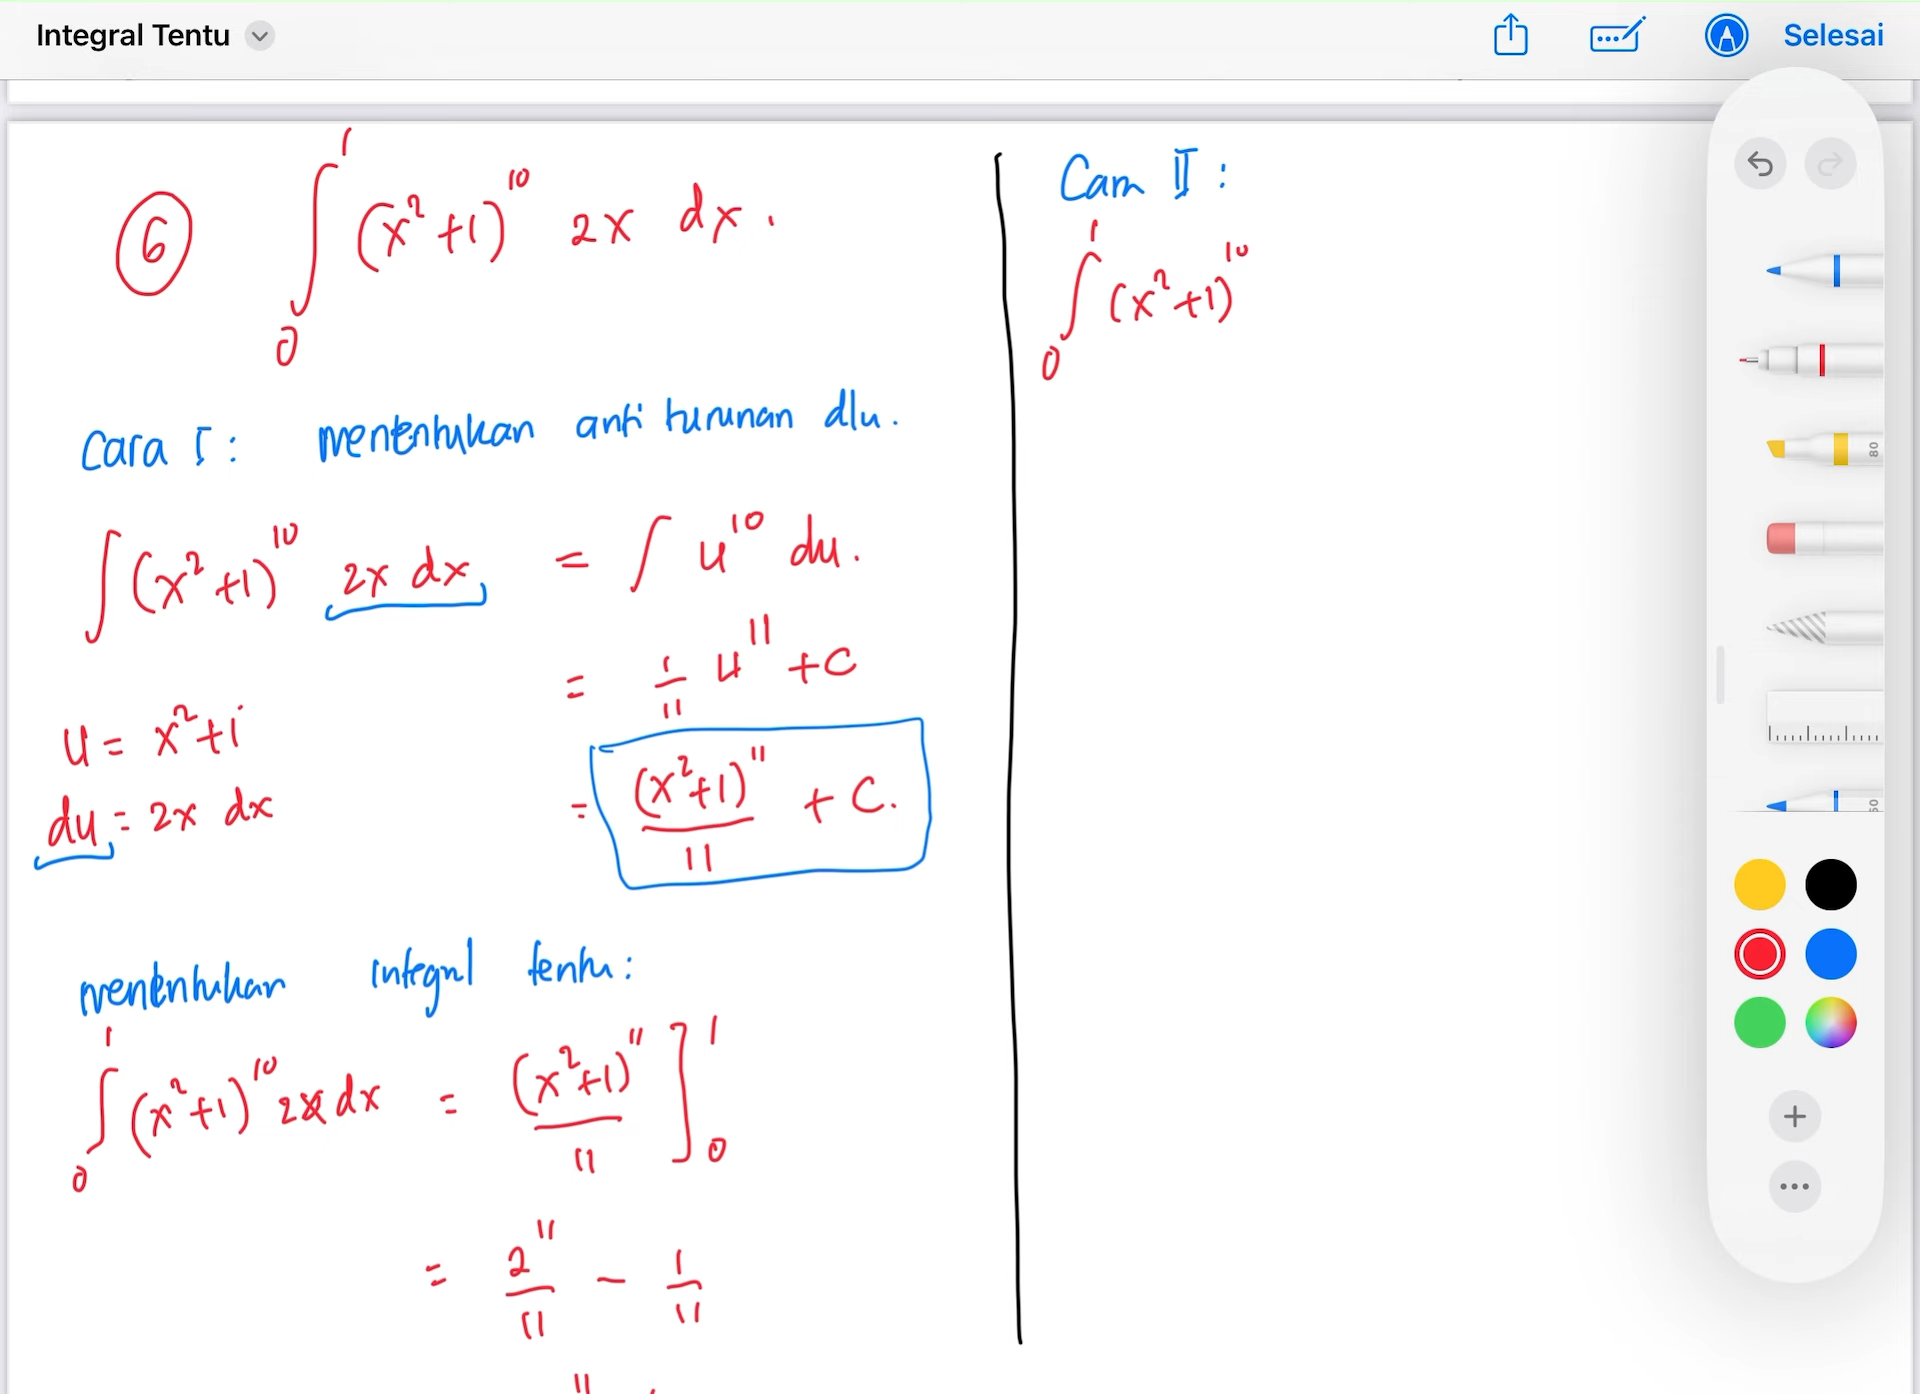 Integral Tentu
Selesai
⑥ ∫₀¹ (x²+1)¹⁰ 2x dx.
Cara I: menentukan anti turunan dlu.
∫(x²+1)¹⁰ 2x dx = ∫ u¹⁰ du.
= 1/11 u¹¹ + C
u = x²+1
du = 2x dx
= (x²+1)¹¹/11 + C.
menentukan integral tentu:
∫₀¹ (x²+1)¹⁰ 2x dx = (x²+1)¹¹/11 ]₀¹
= 2¹¹/11 - 1/11
Cara II:
∫₀¹ (x²+1)¹⁰
80
50